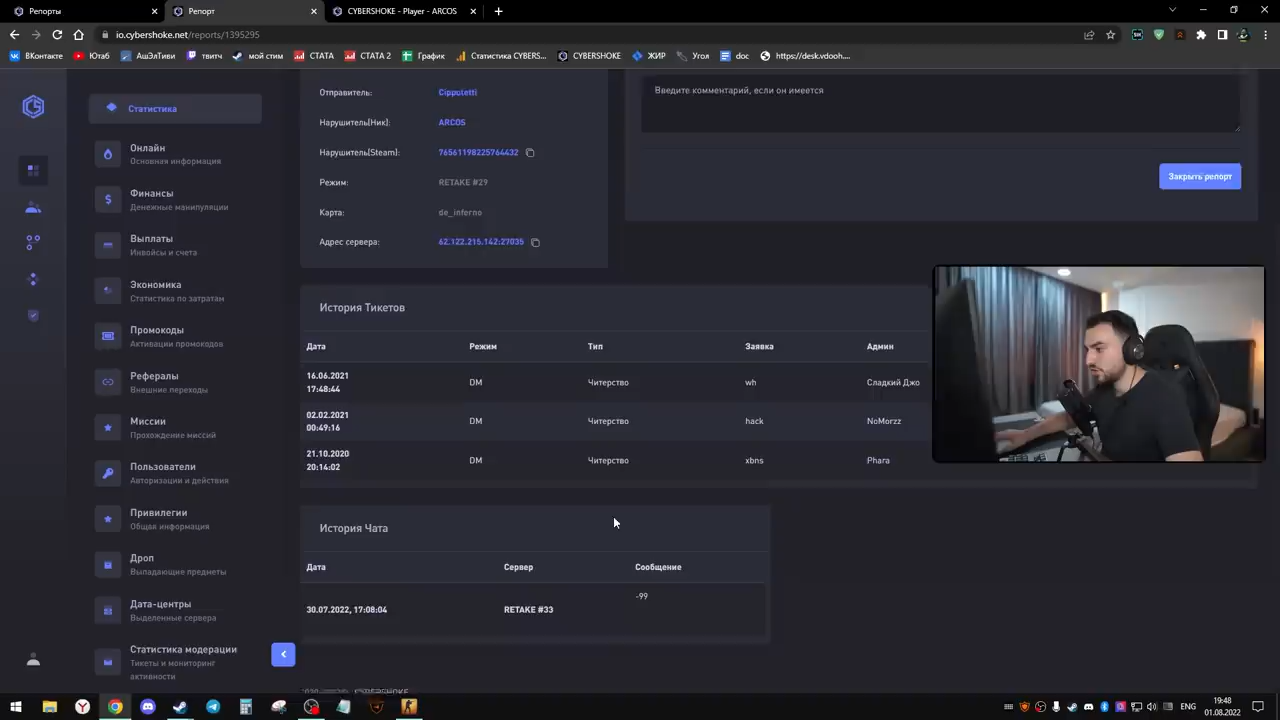 Репорты
Репорт
CYBERSHOKE - Player - ARCOS
io.cybershoke.net/reports/1395295
ВКонтакте
Ютаб
АшЭлТиВи
твитч
мой стим
СТАТА
СТАТА 2
График
Статистика CYBERS...
CYBERSHOKE
ЖИР
Угол
doc
https://desk.vdooh....
Статистика
Онлайн
Основная информация
Финансы
Денежные манипуляции
Выплаты
Инвойсы и счета
Экономика
Статистика по затратам
Промокоды
Активации промокодов
Рефералы
Внешние переходы
Миссии
Прохождение миссий
Пользователи
Авторизации и действия
Привилегии
Общая информация
Дроп
Выпадающие предметы
Дата-центры
Выделенные сервера
Статистика модерации
Тикеты и мониторинг
активности
Отправитель:
Cippoletti
Нарушитель[Ник]:
ARCOS
Нарушитель[Steam]:
76561198225764432
Режим:
RETAKE #29
Карта:
de_inferno
Адрес сервера:
62.122.215.142:27035
Введите комментарий, если он имеется
Закрыть репорт
История Тикетов
Дата Режим Тип Заявка Админ
16.06.2021
17:48:44
DM Читерство wh Сладкий Джо
02.02.2021
00:49:16
DM Читерство hack NoMorzz
21.10.2020
20:14:02
DM Читерство xbns Phara
История Чата
Дата Сервер Сообщение
-99
30.07.2022, 17:08:04 RETAKE #33
CYBERSHOKE
ENG
19:48
01.08.2022